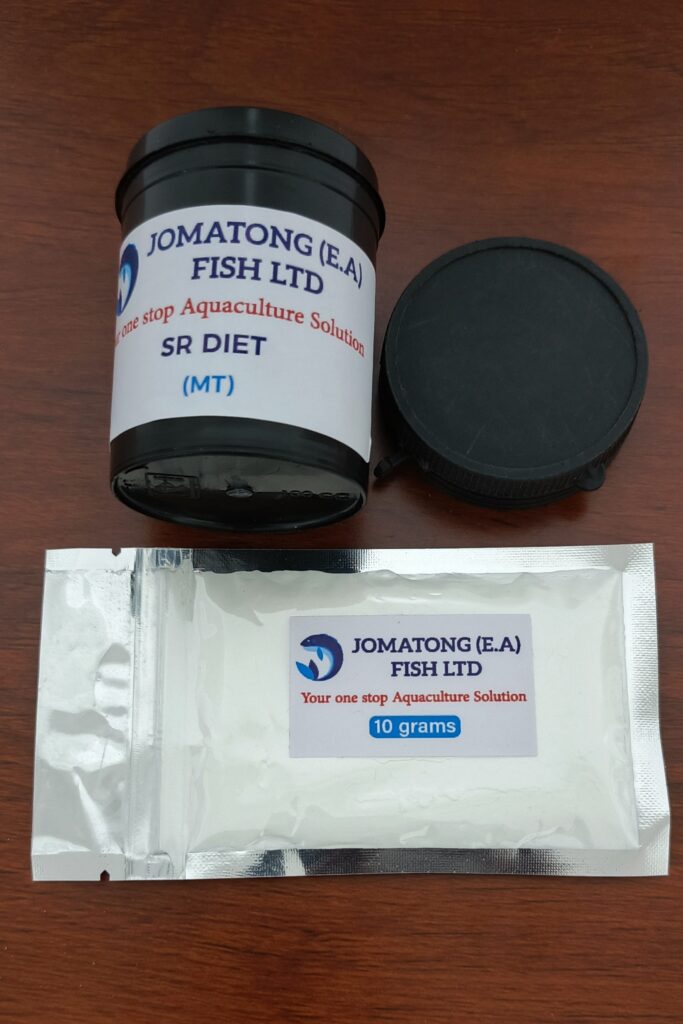 JOMATONG (E.A)
FISH LTD
one stop Aquaculture Solution
SR DIET
(MT)
JOMATONG (E.A)
FISH LTD
Your one stop Aquaculture Solution
10 grams